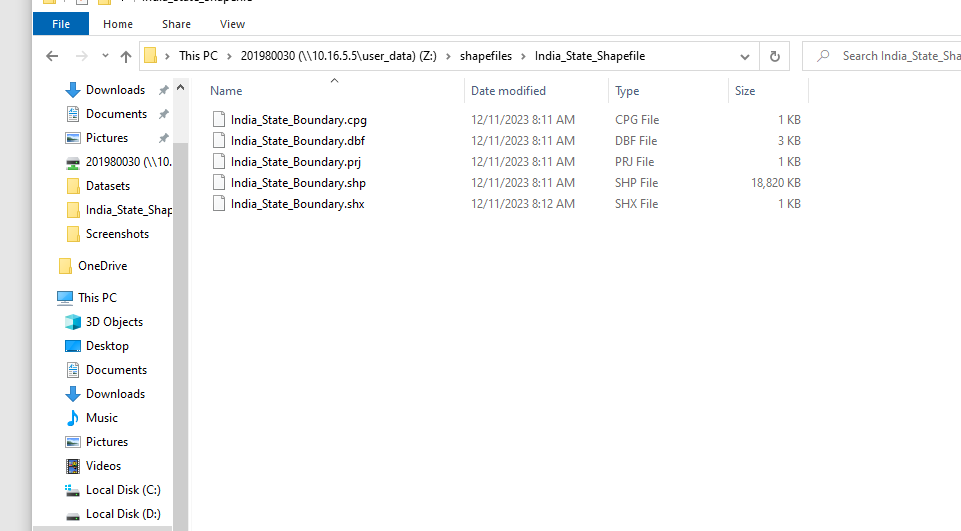 India_State_Shapefile
File Home Share View
This PC 201980030 (\\10.16.5.5\user_data) (Z:) shapefiles India_State_Shapefile Search India_State_Sha
Name Date modified Type Size
Downloads
Documents
Pictures
201980030 (\\10.
Datasets
India_State_Shap
Screenshots
OneDrive
This PC
3D Objects
Desktop
Documents
Downloads
Music
Pictures
Videos
Local Disk (C:)
Local Disk (D:)
India_State_Boundary.cpg 12/11/2023 8:11 AM CPG File 1 KB
India_State_Boundary.dbf 12/11/2023 8:11 AM DBF File 3 KB
India_State_Boundary.prj 12/11/2023 8:11 AM PRJ File 1 KB
India_State_Boundary.shp 12/11/2023 8:11 AM SHP File 18,820 KB
India_State_Boundary.shx 12/11/2023 8:12 AM SHX File 1 KB